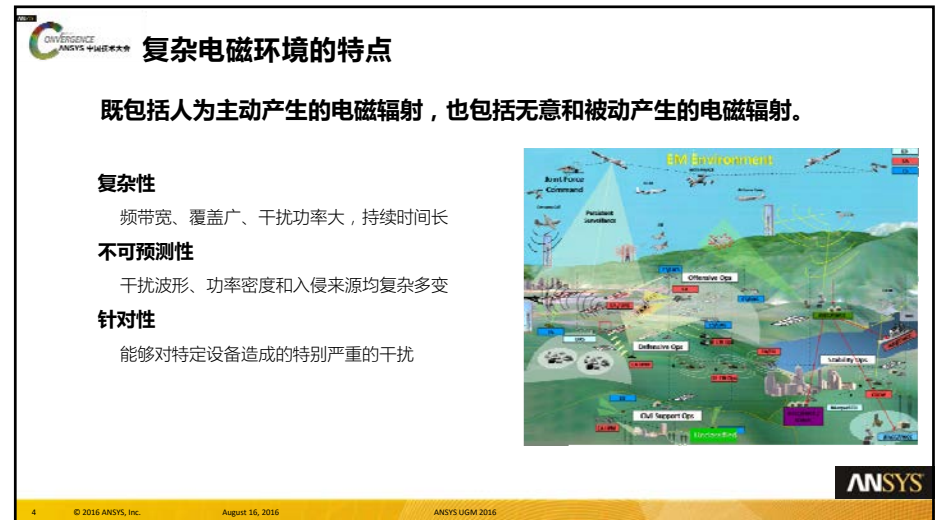 CONVERGENCE
ANSYS 中国技术大会
复杂电磁环境的特点
既包括人为主动产生的电磁辐射，也包括无意和被动产生的电磁辐射。
复杂性
频带宽、覆盖广、干扰功率大，持续时间长
不可预测性
干扰波形、功率密度和入侵来源均复杂多变
针对性
能够对特定设备造成的特别严重的干扰
EM Environment
Joint Force
Command
Persistent
Surveillance
Offensive Ops
Defensive Ops
Stability Ops
Civil Support Ops
Unclassified
ANSYS
4 © 2016 ANSYS, Inc. August 16, 2016 ANSYS UGM 2016